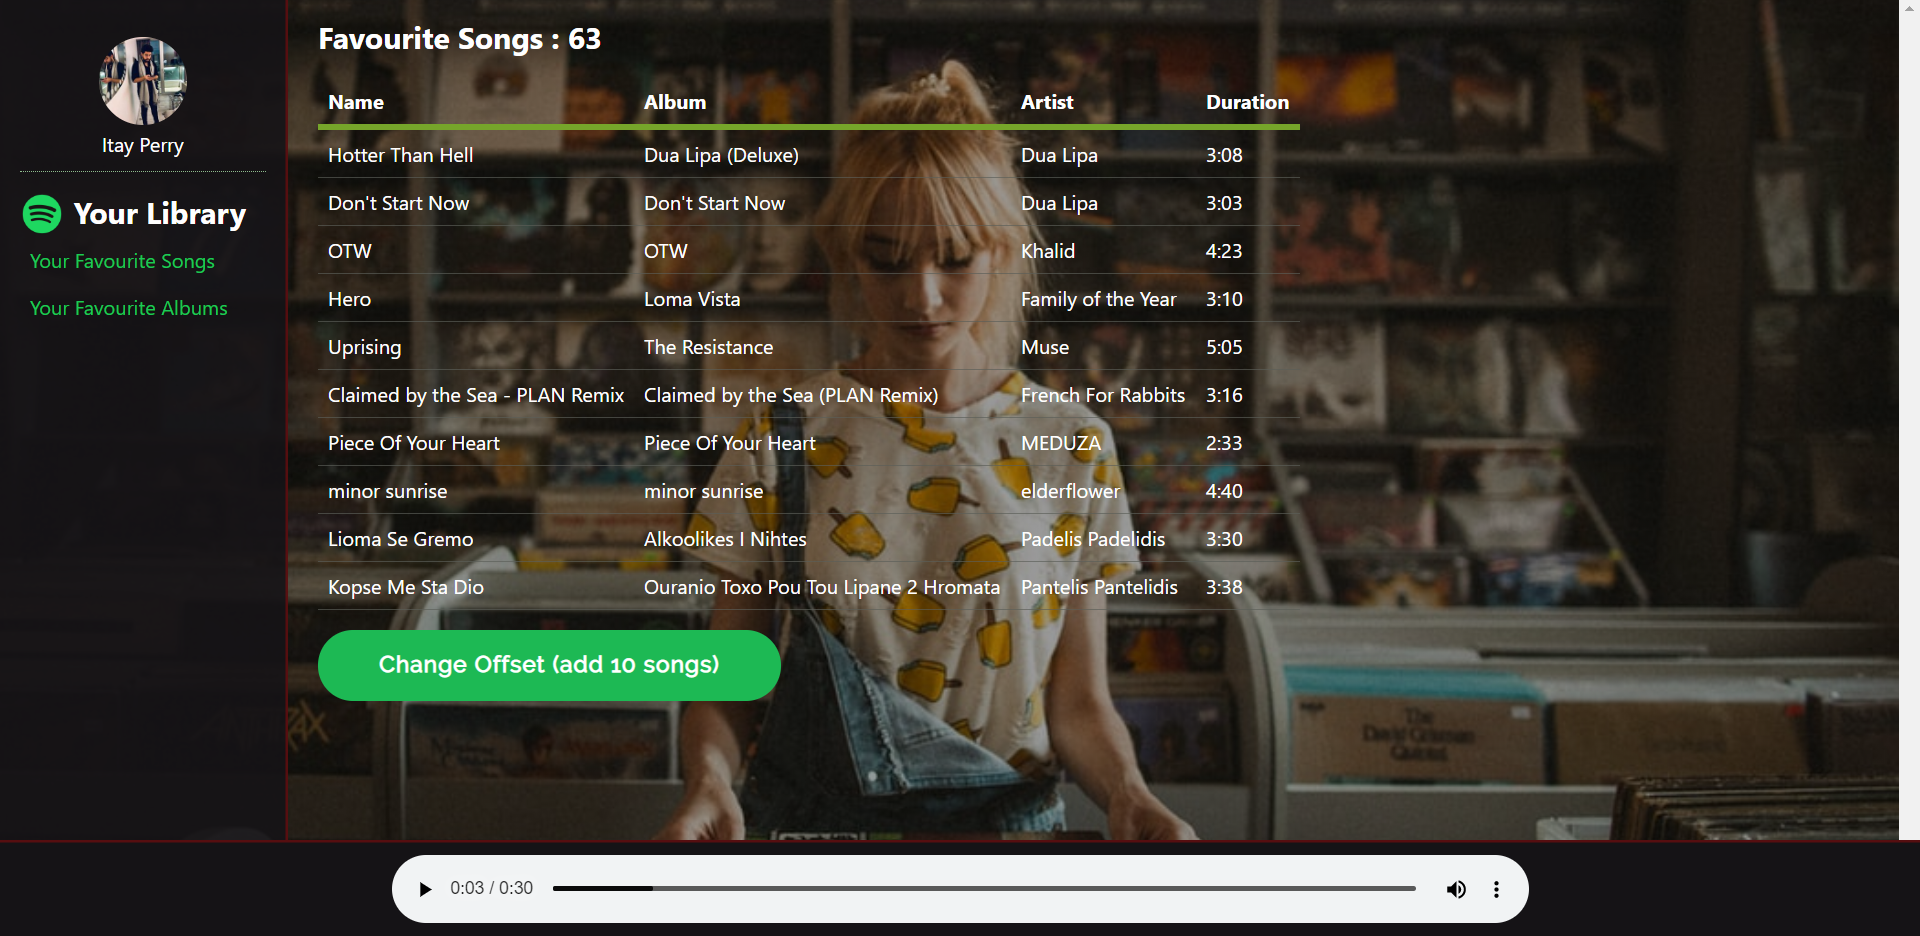 Itay Perry
Your Library
Your Favourite Songs
Your Favourite Albums
Favourite Songs : 63
Name Album Artist Duration
Hotter Than Hell Dua Lipa (Deluxe) Dua Lipa 3:08
Don't Start Now Don't Start Now Dua Lipa 3:03
OTW OTW Khalid 4:23
Hero Loma Vista Family of the Year 3:10
Uprising The Resistance Muse 5:05
Claimed by the Sea - PLAN Remix Claimed by the Sea (PLAN Remix) French For Rabbits 3:16
Piece Of Your Heart Piece Of Your Heart MEDUZA 2:33
minor sunrise minor sunrise elderflower 4:40
Lioma Se Gremo Alkoolikes I Nihtes Padelis Padelidis 3:30
Kopse Me Sta Dio Ouranio Toxo Pou Tou Lipane 2 Hromata Pantelis Pantelidis 3:38
Change Offset (add 10 songs)
The
0:03 / 0:30